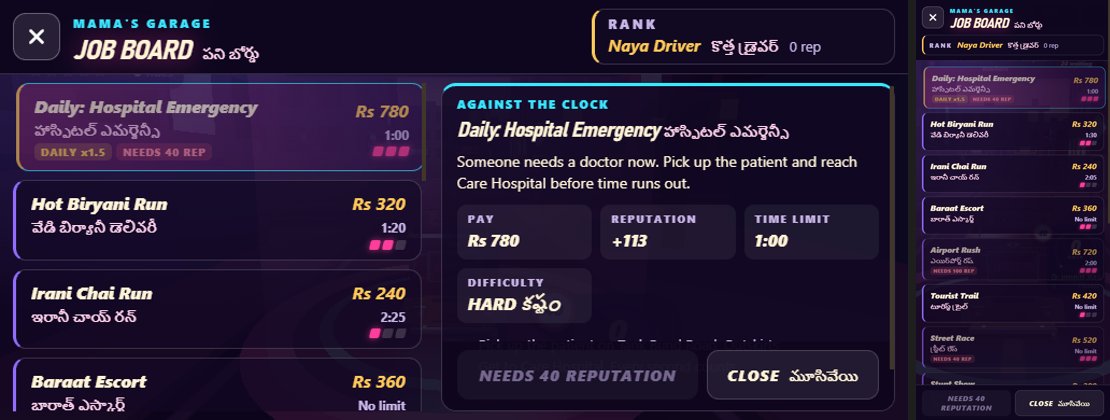 MAMA'S GARAGE
JOB BOARD పని బోర్డు
RANK
Naya Driver కొత్త డ్రైవర్ 0 rep
Daily: Hospital Emergency
Rs 780
హాస్పిటల్ ఎమర్జెన్సీ
1:00
DAILY x1.5 NEEDS 40 REP
Hot Biryani Run
Rs 320
వేడి బిర్యానీ డెలివరీ
1:20
Irani Chai Run
Rs 240
ఇరానీ చాయ్ రన్
2:25
Baraat Escort
Rs 360
బారాత్ ఎస్కార్ట్
No limit
AGAINST THE CLOCK
Daily: Hospital Emergency హాస్పిటల్ ఎమర్జెన్సీ
Someone needs a doctor now. Pick up the patient and reach
Care Hospital before time runs out.
PAY
Rs 780
REPUTATION
+113
TIME LIMIT
1:00
DIFFICULTY
HARD కష్టం
NEEDS 40 REPUTATION
CLOSE మూసివేయి
MAMA'S GARAGE
JOB BOARD పని బోర్డు
RANK Naya Driver కొత్త డ్రైవర్ 0 rep
Daily: Hospital Emergency
Rs 780
హాస్పిటల్ ఎమర్జెన్సీ
1:00
DAILY x1.5 NEEDS 40 REP
Hot Biryani Run
Rs 320
వేడి బిర్యానీ డెలివరీ
1:30
Irani Chai Run
Rs 240
ఇరానీ చాయ్ రన్
2:05
Baraat Escort
Rs 360
బారాత్ ఎస్కార్ట్
No limit
Airport Rush
Rs 720
ఎయిర్‌పోర్ట్ రష్
2:00
NEEDS 100 REP
Tourist Trail
Rs 420
టూరిస్ట్ ట్రైల్
No limit
Street Race
Rs 520
స్ట్రీట్ రేస్
No limit
NEEDS 40 REP
NEEDS 40
REPUTATION
CLOSE మూసివేయి